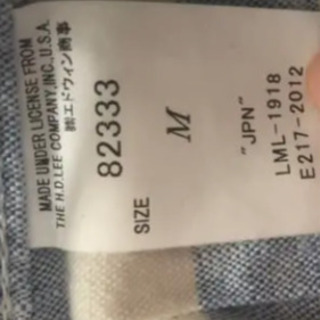 MADE UNDER LICENSE FROM
THE H.D.LEE COMPANY,INC.,U.S.A.
㈱エドウイン商事
82333
SIZE M
"JPN"
LML-1918
E217-2012